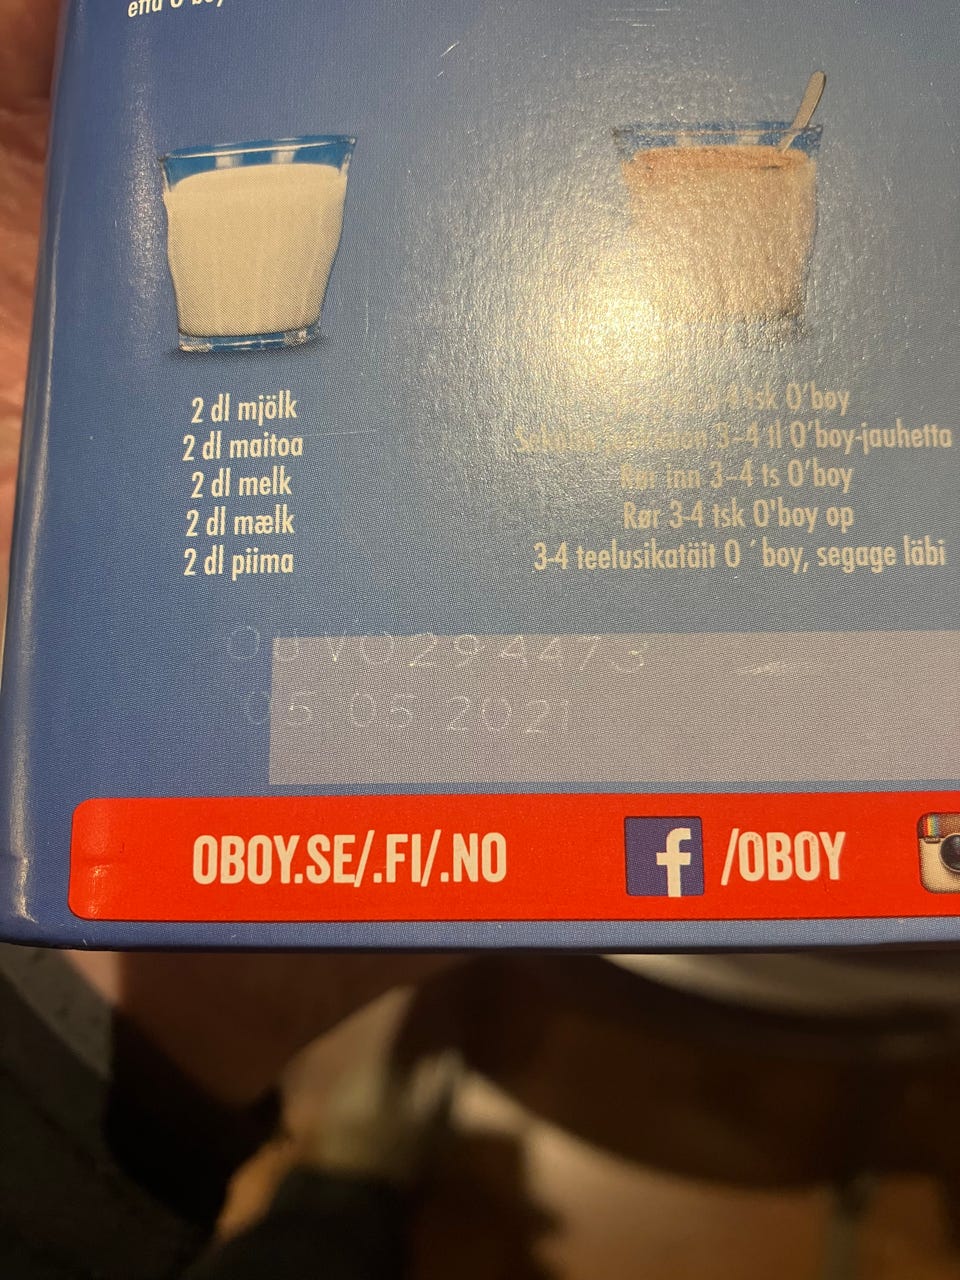 2 dl mjölk
2 dl maitoa
2 dl melk
2 dl mælk
2 dl piima
tsk O'boy
3-4 tl O'boy-jauhetta
Rør inn 3-4 ts O'boy
Rør 3-4 tsk O'boy op
3-4 teelusikatäit O ´ boy, segage läbi
OJVO294473
05.05.2021
OBOY.SE/.FI/.NO
/OBOY